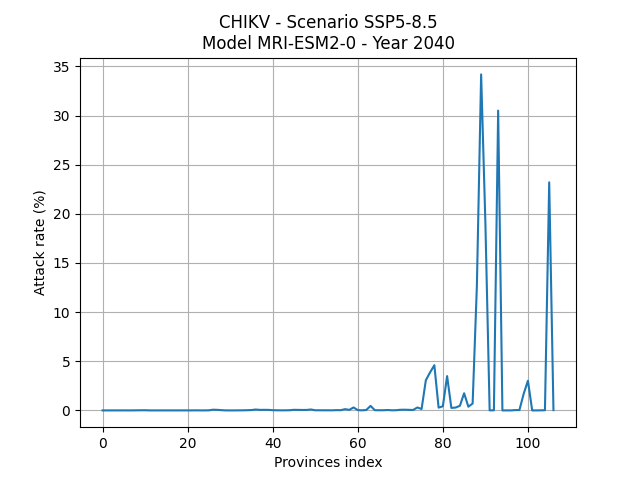 CHIKV - Scenario SSP5-8.5
Model MRI-ESM2-0 - Year 2040
Attack rate (%)
35
30
25
20
15
10
5
0
0 20 40 60 80 100
Provinces index